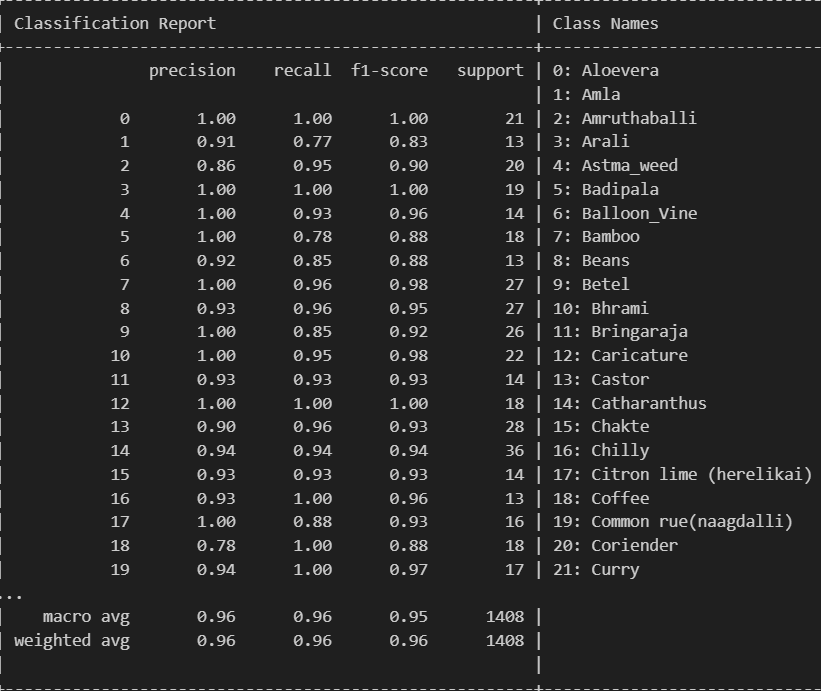 | Classification Report | Class Names
| precision recall f1-score support | 0: Aloevera
| | 1: Amla
| 0 1.00 1.00 1.00 21 | 2: Amruthaballi
| 1 0.91 0.77 0.83 13 | 3: Arali
| 2 0.86 0.95 0.90 20 | 4: Astma_weed
| 3 1.00 1.00 1.00 19 | 5: Badipala
| 4 1.00 0.93 0.96 14 | 6: Balloon_Vine
| 5 1.00 0.78 0.88 18 | 7: Bamboo
| 6 0.92 0.85 0.88 13 | 8: Beans
| 7 1.00 0.96 0.98 27 | 9: Betel
| 8 0.93 0.96 0.95 27 | 10: Bhrami
| 9 1.00 0.85 0.92 26 | 11: Bringaraja
| 10 1.00 0.95 0.98 22 | 12: Caricature
| 11 0.93 0.93 0.93 14 | 13: Castor
| 12 1.00 1.00 1.00 18 | 14: Catharanthus
| 13 0.90 0.96 0.93 28 | 15: Chakte
| 14 0.94 0.94 0.94 36 | 16: Chilly
| 15 0.93 0.93 0.93 14 | 17: Citron lime (herelikai)
| 16 0.93 1.00 0.96 13 | 18: Coffee
| 17 1.00 0.88 0.93 16 | 19: Common rue(naagdalli)
| 18 0.78 1.00 0.88 18 | 20: Coriender
| 19 0.94 1.00 0.97 17 | 21: Curry
...
| macro avg 0.96 0.96 0.95 1408 |
| weighted avg 0.96 0.96 0.96 1408 |